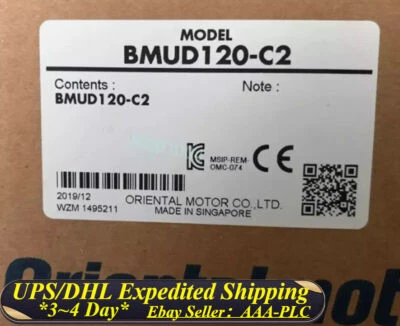 MODEL
BMUD120-C2
Contents :
Note :
BMUD120-C2
MSIP-REM-
OMC-074
CE
2019/12
WZM 1495211
ORIENTAL MOTOR CO.,LTD.
MADE IN SINGAPORE
UPS/DHL Expedited Shipping
*3~4 Day* Ebay Seller: AAA-PLC